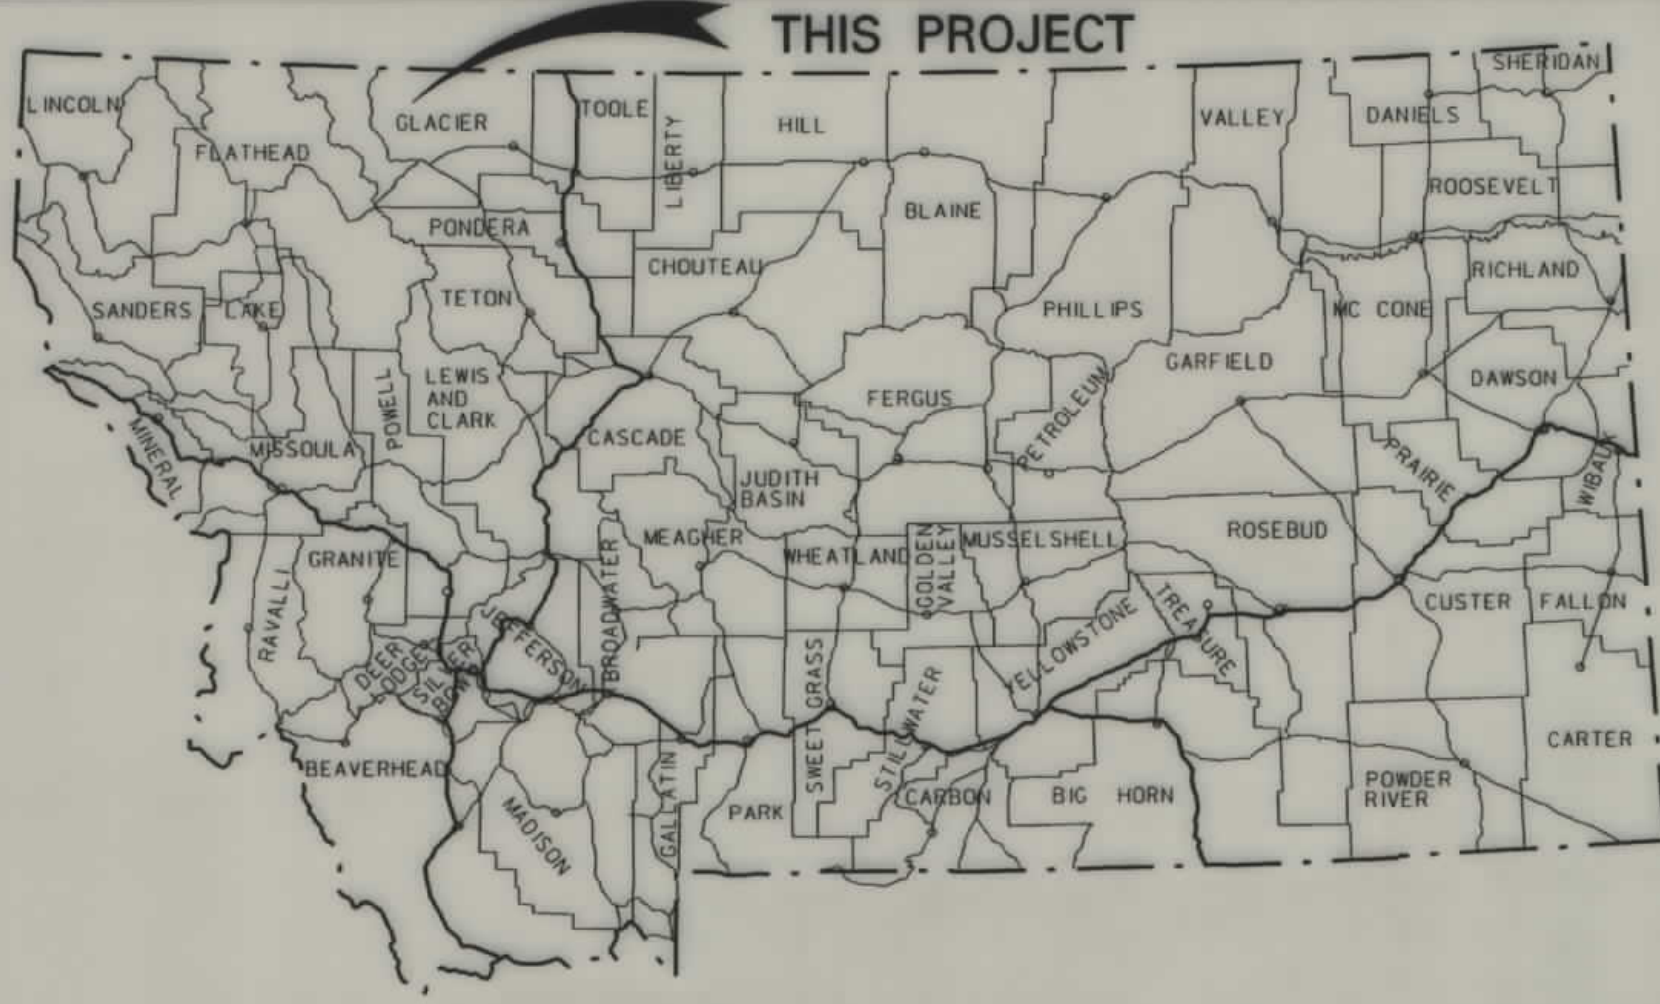 THIS PROJECT
LINCOLN
FLATHEAD
GLACIER
TOOLE
LIBERTY
HILL
BLAINE
VALLEY
DANIELS
SHERIDAN
ROOSEVELT
PONDERA
CHOUTEAU
RICHLAND
SANDERS
LAKE
TETON
PHILLIPS
MC CONE
GARFIELD
DAWSON
POWELL
LEWIS
AND
CLARK
FERGUS
PETROLEUM
CASCADE
MINERAL
MISSOULA
JUDITH
BASIN
PRAIRIE
WIBAUX
MEAGHER
WHEATLAND
GOLDEN
VALLEY
MUSSELSHELL
ROSEBUD
GRANITE
RAVALLI
BROADWATER
JEFFERSON
DEER
LODGE
SILVER
BOW
TREASURE
YELLOWSTONE
CUSTER
FALLON
SWEET GRASS
STILLWATER
CARTER
BEAVERHEAD
MADISON
GALLATIN
PARK
CARBON
BIG HORN
POWDER
RIVER